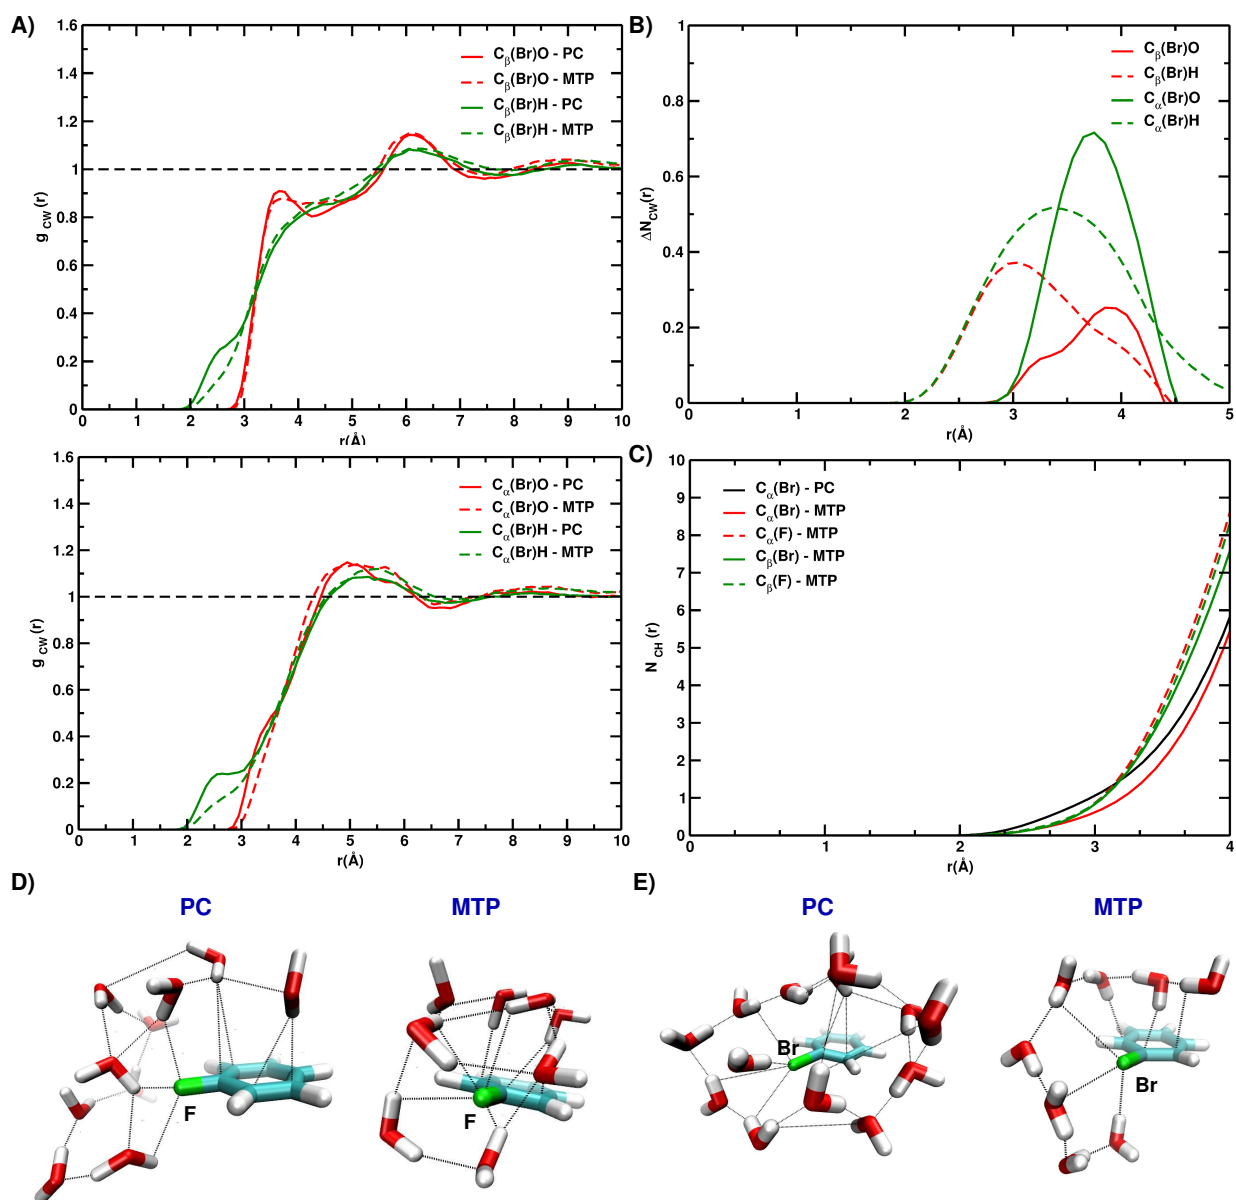 A)
1.6
1.4
1.2
1
0.8
0.6
0.4
0.2
0
g CW (r)
Cβ(Br)O - PC
Cβ(Br)O - MTP
Cβ(Br)H - PC
Cβ(Br)H - MTP
0 1 2 3 4 5 6 7 8 9 10
r(Å)
B)
1
0.8
0.6
0.4
0.2
0
ΔNCW(r)
Cβ(Br)O
Cβ(Br)H
Cα(Br)O
Cα(Br)H
0 1 2 3 4 5
r(Å)
1.6
1.4
1.2
1
0.8
0.6
0.4
0.2
0
g CW (r)
Cα(Br)O - PC
Cα(Br)O - MTP
Cα(Br)H - PC
Cα(Br)H - MTP
0 1 2 3 4 5 6 7 8 9 10
r(Å)
C)
10
9
8
7
6
5
4
3
2
1
0
N CH (r)
Cα(Br) - PC
Cα(Br) - MTP
Cα(F) - MTP
Cβ(Br) - MTP
Cβ(F) - MTP
0 1 2 3 4
r(Å)
D)
PC
MTP
F
F
E)
PC
MTP
Br
Br